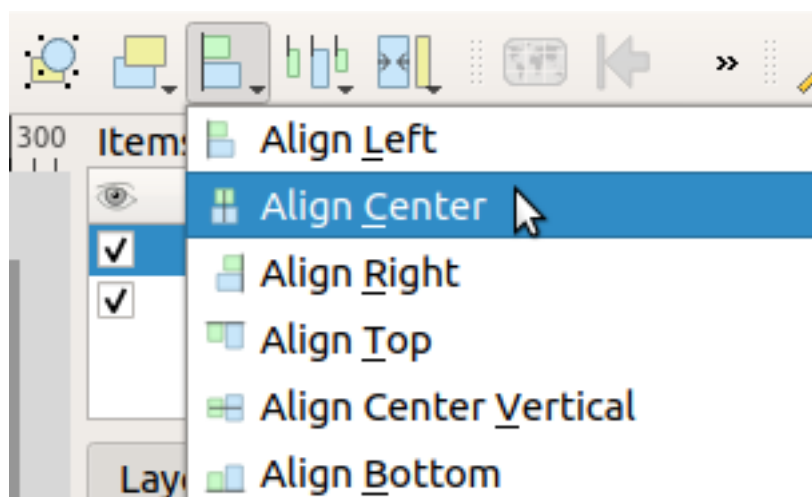 300
Items
Align Left
Align Center
Align Right
Align Top
Align Center Vertical
Align Bottom